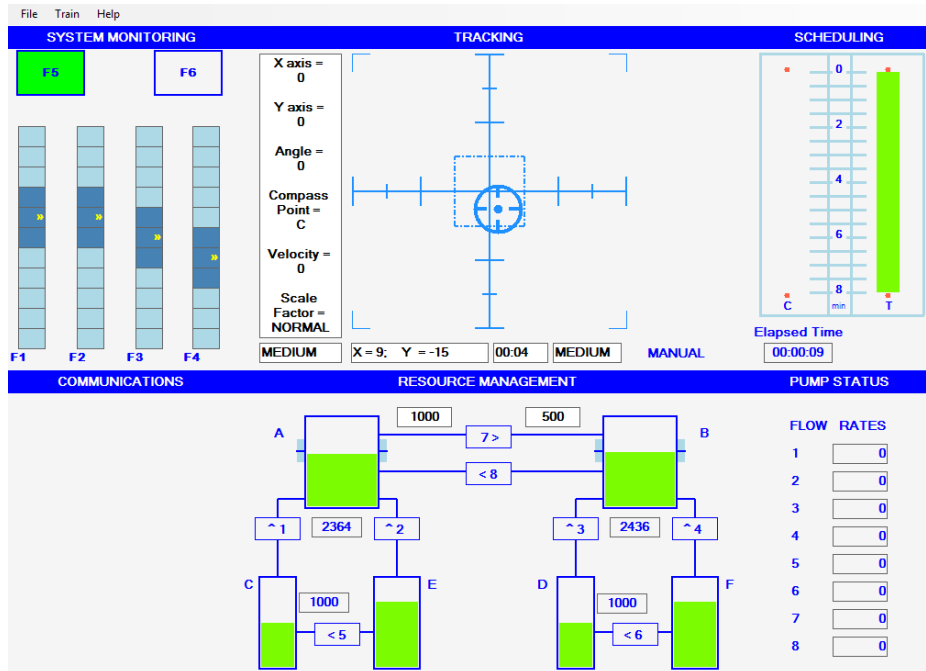 File Train Help
SYSTEM MONITORING
TRACKING
SCHEDULING
F5
F6
F1
F2
F3
F4
X axis =
0
Y axis =
0
Angle =
0
Compass
Point =
C
Velocity =
0
Scale
Factor =
NORMAL
MEDIUM
X = 9; Y = -15
00:04
MEDIUM
MANUAL
0
2
4
6
8
C
min
T
Elapsed Time
00:00:09
COMMUNICATIONS
RESOURCE MANAGEMENT
PUMP STATUS
1000
500
A
7 >
B
< 8
^ 1
2364
^ 2
^ 3
2436
^ 4
C
E
D
F
1000
< 5
1000
< 6
FLOW RATES
1 0
2 0
3 0
4 0
5 0
6 0
7 0
8 0